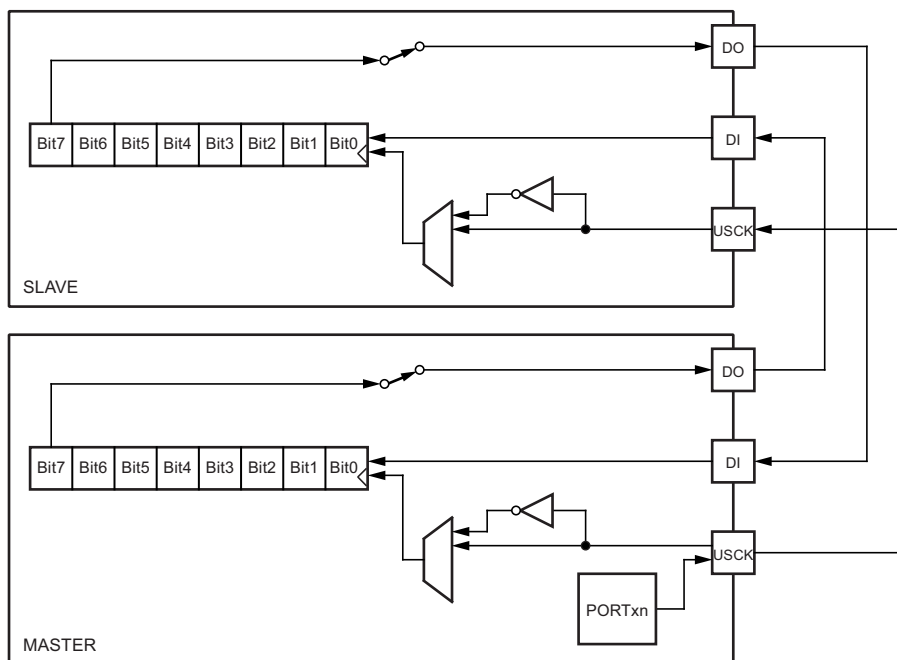 DO
Bit7 Bit6 Bit5 Bit4 Bit3 Bit2 Bit1 Bit0
DI
USCK
SLAVE
DO
Bit7 Bit6 Bit5 Bit4 Bit3 Bit2 Bit1 Bit0
DI
USCK
PORTxn
MASTER